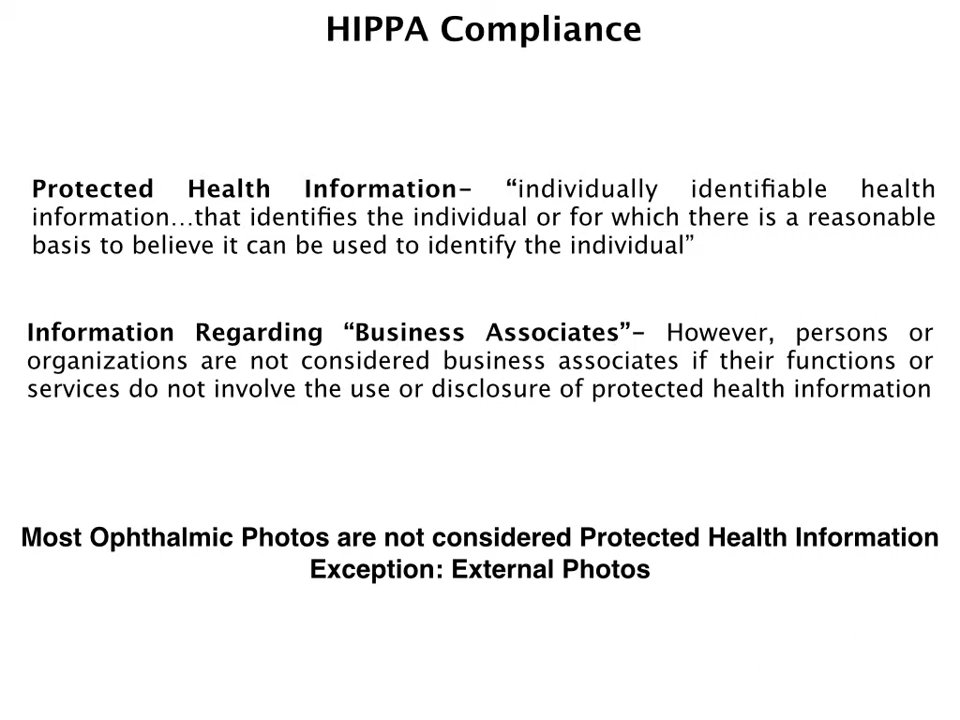 HIPPA Compliance
Protected Health Information– “individually identifiable health
information…that identifies the individual or for which there is a reasonable
basis to believe it can be used to identify the individual”
Information Regarding “Business Associates”– However, persons or
organizations are not considered business associates if their functions or
services do not involve the use or disclosure of protected health information
Most Ophthalmic Photos are not considered Protected Health Information
Exception: External Photos